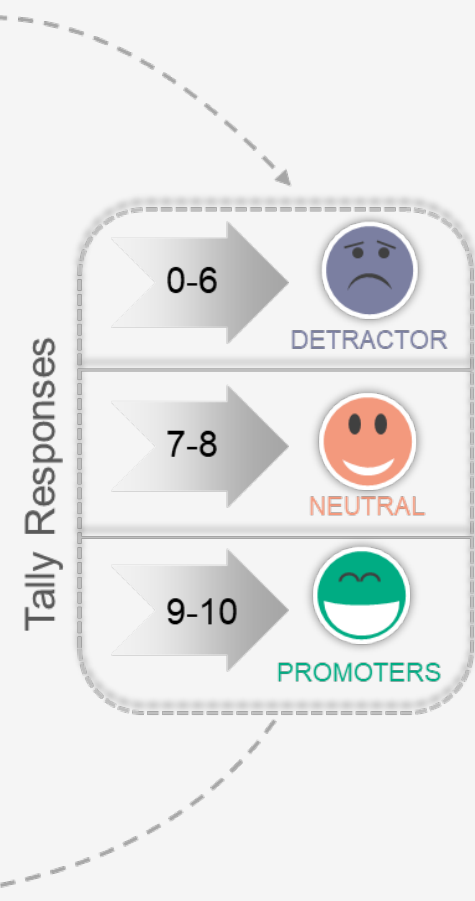 Tally Responses
0-6
DETRACTOR
7-8
NEUTRAL
9-10
PROMOTERS